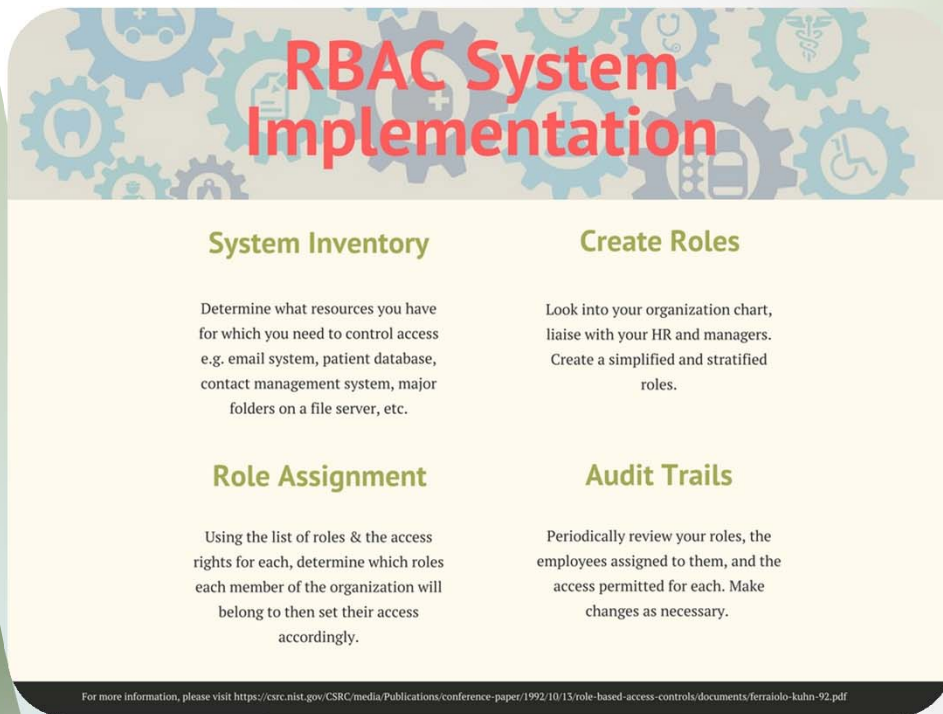 RBAC System
Implementation
System Inventory
Determine what resources you have
for which you need to control access
e.g. email system, patient database,
contact management system, major
folders on a file server, etc.
Create Roles
Look into your organization chart,
liaise with your HR and managers.
Create a simplified and stratified
roles.
Role Assignment
Using the list of roles & the access
rights for each, determine which roles
each member of the organization will
belong to then set their access
accordingly.
Audit Trails
Periodically review your roles, the
employees assigned to them, and the
access permitted for each. Make
changes as necessary.
For more information, please visit https://csrc.nist.gov/CSRC/media/Publications/conference-paper/1992/10/13/role-based-access-controls/documents/ferraiolo-kuhn-92.pdf